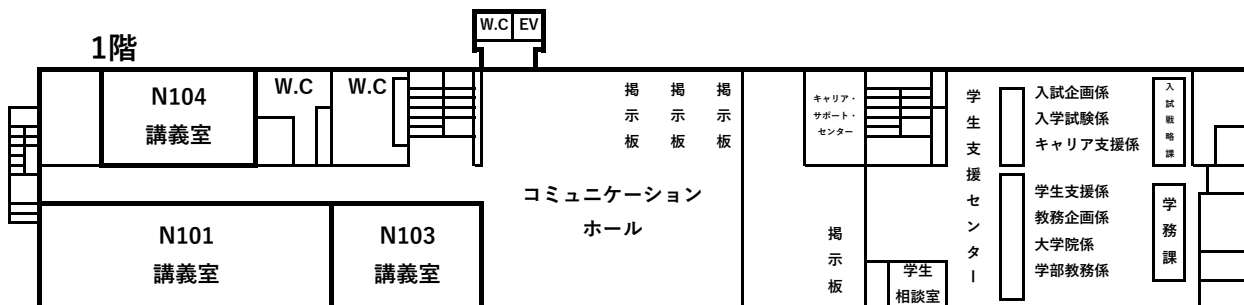 1階
W.C
EV
N104
講義室
W.C
W.C
掲示板
掲示板
掲示板
キャリア・
サポート・
センター
学生支援センター
入試企画係
入学試験係
キャリア支援係
入試戦略課
コミュニケーション
ホール
N101
講義室
N103
講義室
掲示板
学生
相談室
学生支援係
教務企画係
大学院係
学部教務係
学務課